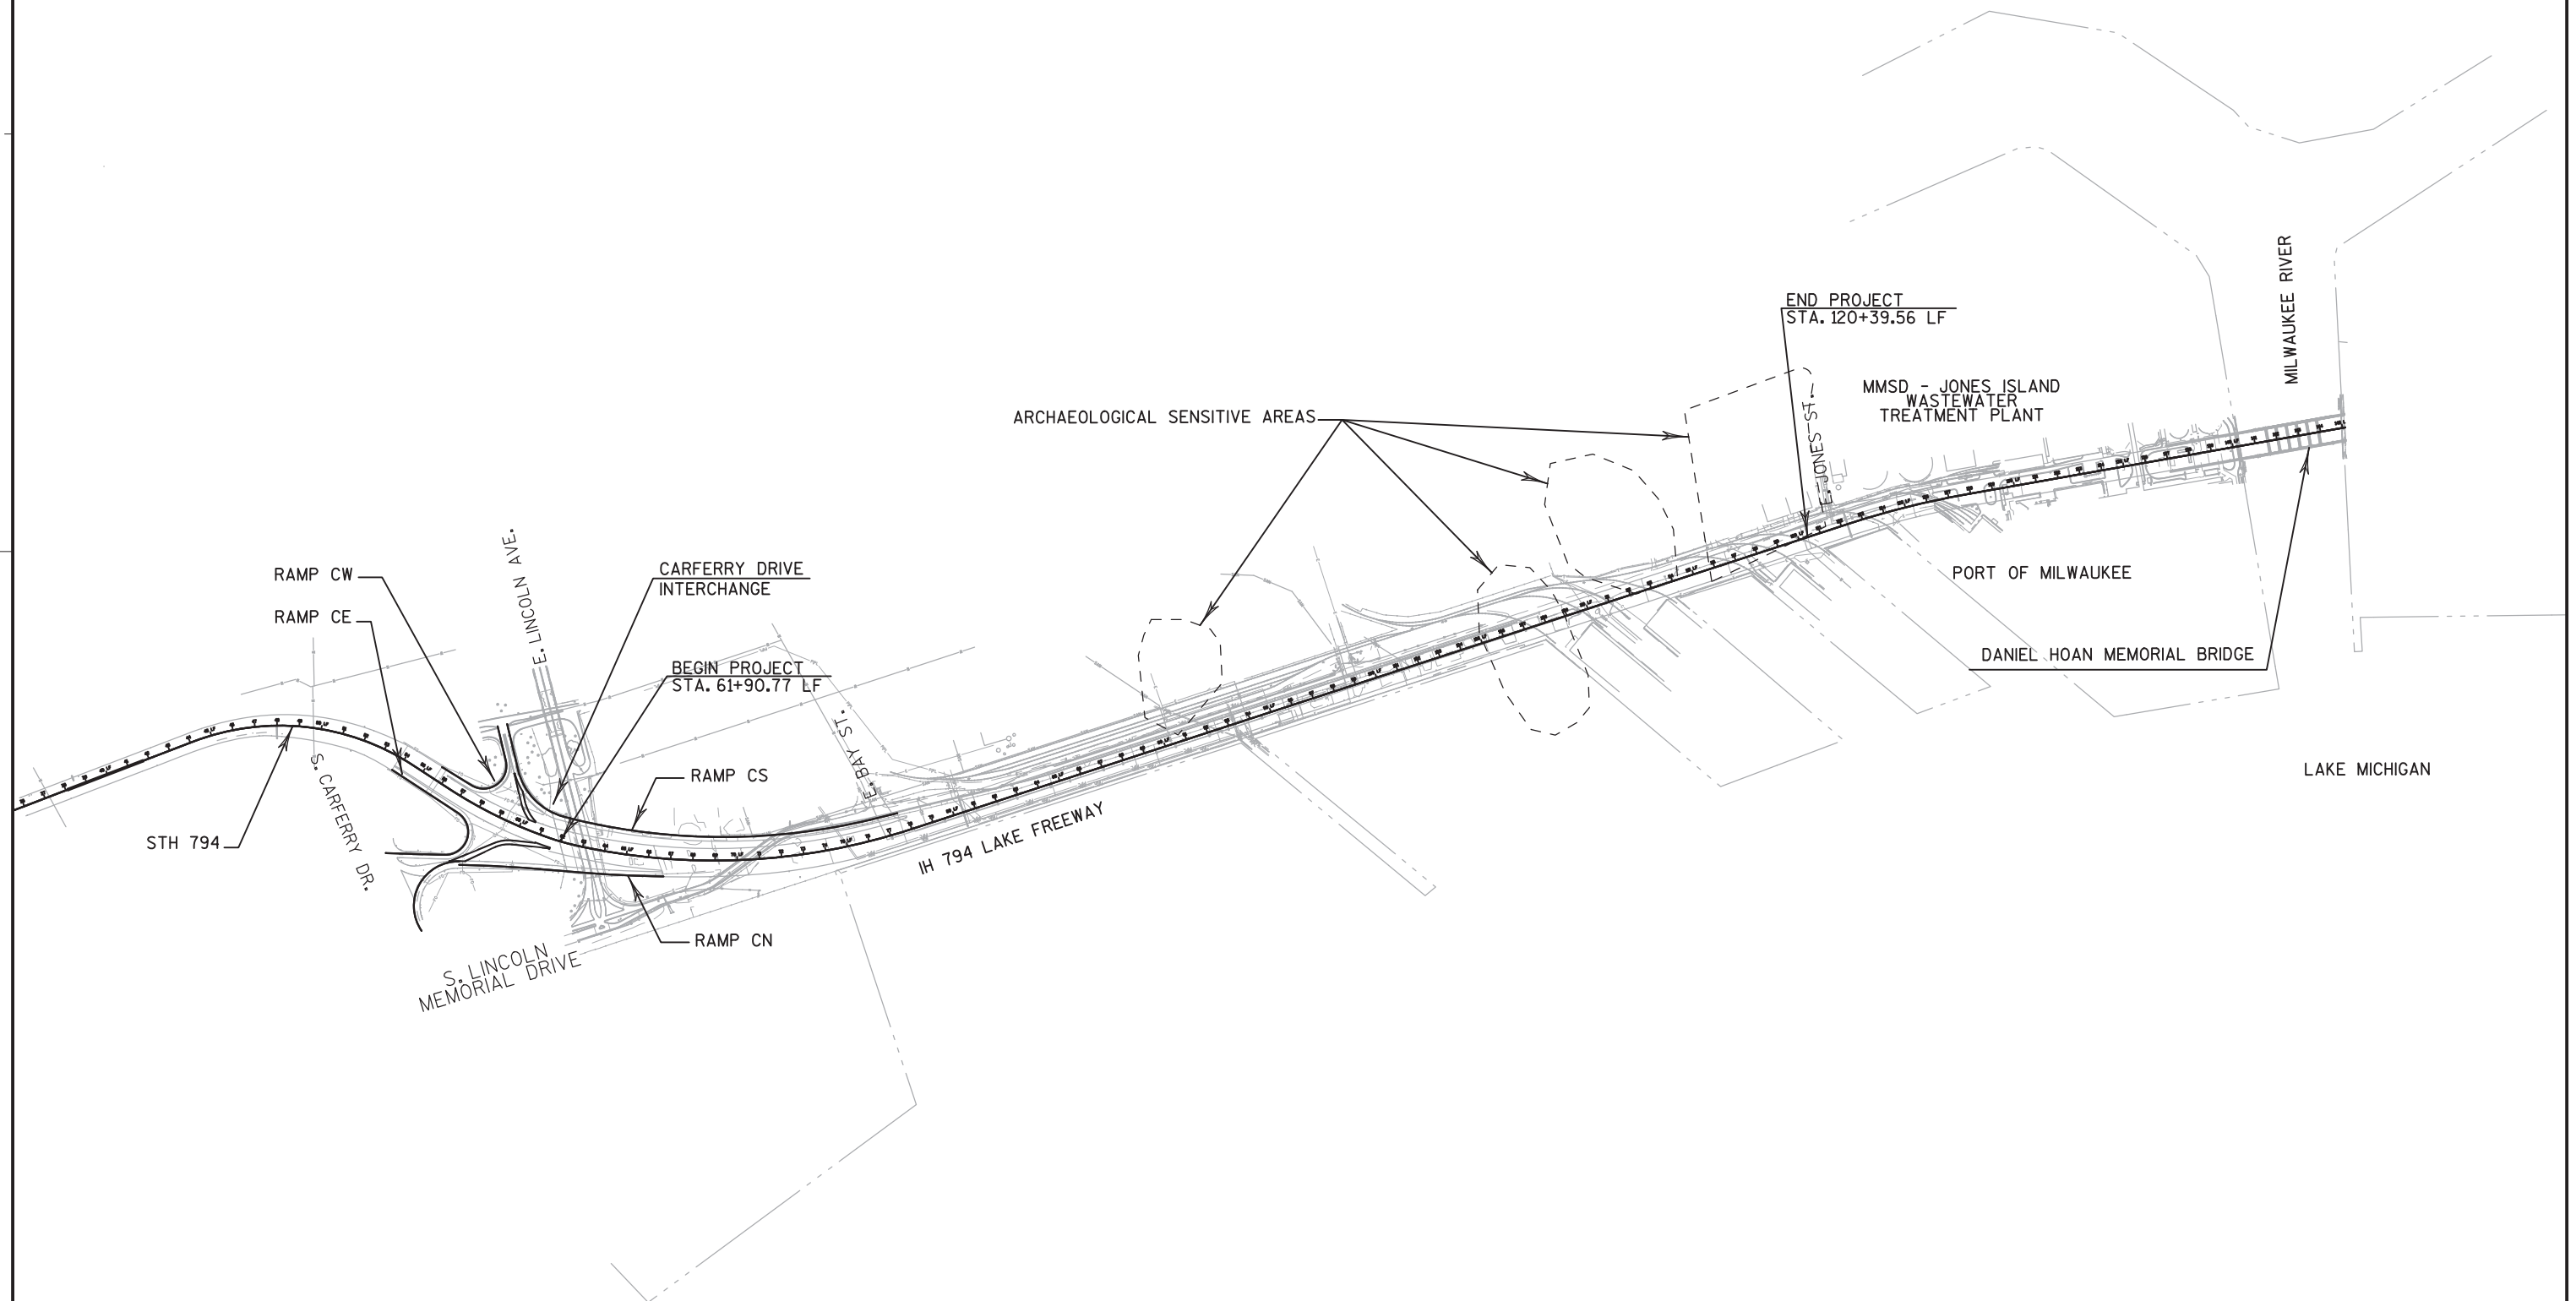 MILWAUKEE RIVER
END PROJECT
STA. 120+39.56 LF
MMSD - JONES ISLAND
WASTEWATER
TREATMENT PLANT
E. JONES ST.
ARCHAEOLOGICAL SENSITIVE AREAS
E. LINCOLN AVE.
RAMP CW
CARFERRY DRIVE
INTERCHANGE
PORT OF MILWAUKEE
RAMP CE
DANIEL HOAN MEMORIAL BRIDGE
BEGIN PROJECT
STA. 61+90.77 LF
E. BAY ST.
RAMP CS
LAKE MICHIGAN
STH 794
S. CARFERRY DR.
IH 794 LAKE FREEWAY
RAMP CN
S. LINCOLN
MEMORIAL DRIVE